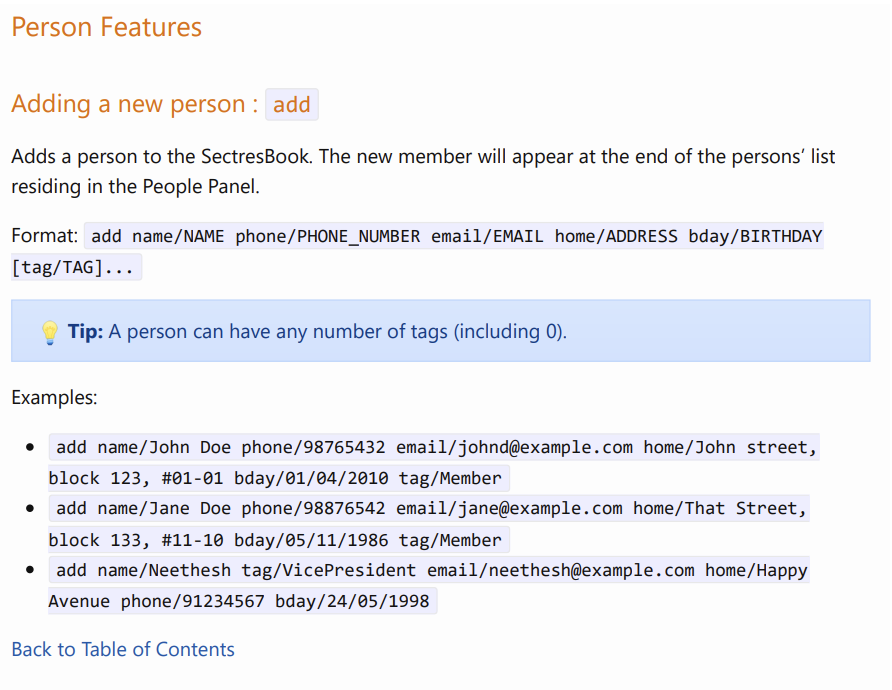 Person Features
Adding a new person : add
Adds a person to the SectresBook. The new member will appear at the end of the persons’ list
residing in the People Panel.
Format: add name/NAME phone/PHONE_NUMBER email/EMAIL home/ADDRESS bday/BIRTHDAY
[tag/TAG]...
💡 Tip: A person can have any number of tags (including 0).
Examples:
• add name/John Doe phone/98765432 email/johnd@example.com home/John street,
block 123, #01-01 bday/01/04/2010 tag/Member
• add name/Jane Doe phone/98876542 email/jane@example.com home/That Street,
block 133, #11-10 bday/05/11/1986 tag/Member
• add name/Neethesh tag/VicePresident email/neethesh@example.com home/Happy
Avenue phone/91234567 bday/24/05/1998
Back to Table of Contents